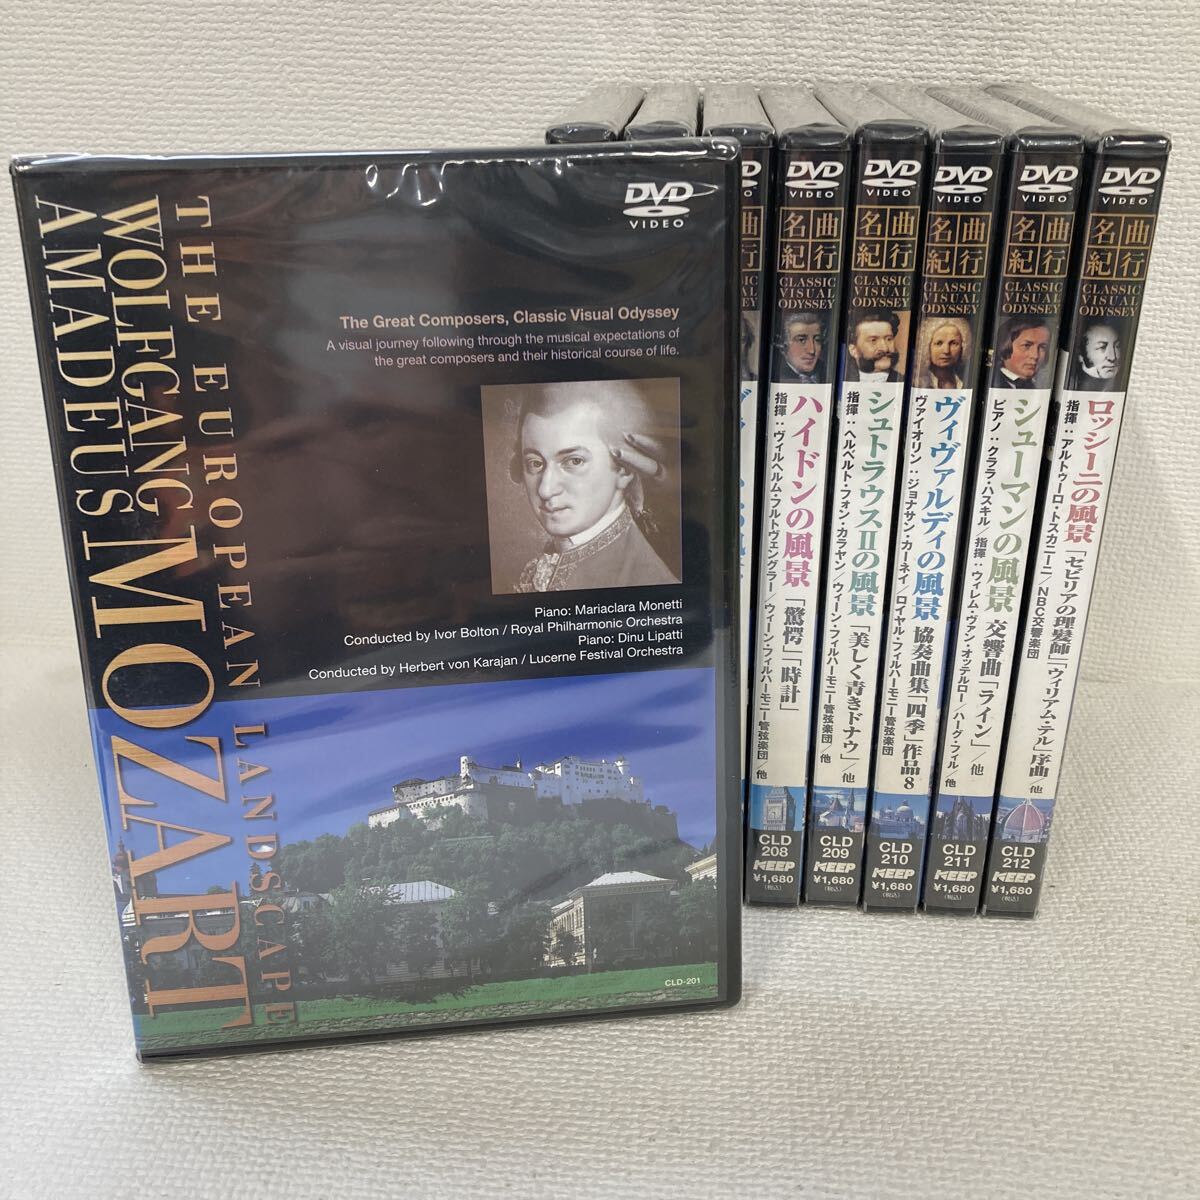 THE EUROPEAN LANDSCAPE
WOLFGANG
AMADEUS MOZART
DVD
VIDEO
The Great Composers, Classic Visual Odyssey
A visual journey following through the musical expectations of
the great composers and their historical course of life.
Piano: Mariaclara Monetti
Conducted by Ivor Bolton / Royal Philharmonic Orchestra
Piano: Dinu Lipatti
Conducted by Herbert von Karajan / Lucerne Festival Orchestra
CLD-201
DVD
VIDEO
名曲
紀行
CLASSIC
VISUAL
ODYSSEY
ハイドンの風景「驚愕」「時計」
指揮：ヴィルヘルム・フルトヴェングラー／ウィーン・フィルハーモニー管弦楽団／他
CLD
208
KEEP
¥1,680
(税込)
DVD
VIDEO
名曲
紀行
CLASSIC
VISUAL
ODYSSEY
シュトラウスⅡの風景「美しく青きドナウ」／他
指揮：ヘルベルト・フォン・カラヤン／ウィーン・フィルハーモニー管弦楽団／他
CLD
209
KEEP
¥1,680
(税込)
DVD
VIDEO
名曲
紀行
CLASSIC
VISUAL
ODYSSEY
ヴィヴァルディの風景 協奏曲集「四季」作品8
ヴァイオリン：ジョナサン・カーネイ／ロイヤル・フィルハーモニー管弦楽団
CLD
210
KEEP
¥1,680
(税込)
DVD
VIDEO
名曲
紀行
CLASSIC
VISUAL
ODYSSEY
シューマンの風景 交響曲「ライン」／他
ピアノ：クララ・ハスキル／指揮：ウィレム・ヴァン・オッテルロー／ハーグ・フィル／他
CLD
211
KEEP
¥1,680
(税込)
DVD
VIDEO
名曲
紀行
CLASSIC
VISUAL
ODYSSEY
ロッシーニの風景「セビリアの理髪師」「ウィリアム・テル」序曲／他
指揮：アルトゥーロ・トスカニーニ／NBC交響楽団
CLD
212
KEEP
¥1,680
(税込)